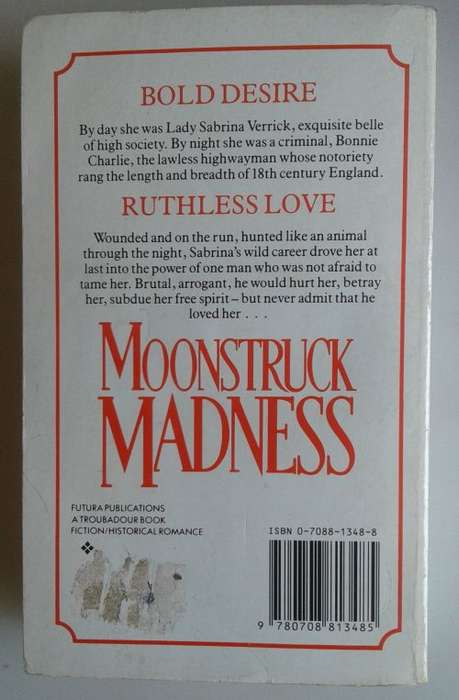 BOLD DESIRE
By day she was Lady Sabrina Verrick, exquisite belle
of high society. By night she was a criminal, Bonnie
Charlie, the lawless highwayman whose notoriety
rang the length and breadth of 18th century England.
RUTHLESS LOVE
Wounded and on the run, hunted like an animal
through the night, Sabrina's wild career drove her at
last into the power of one man who was not afraid to
tame her. Brutal, arrogant, he would hurt her, betray
her, subdue her free spirit – but never admit that he
loved her . . .
MOONSTRUCK
MADNESS
FUTURA PUBLICATIONS
A TROUBADOUR BOOK
FICTION/HISTORICAL ROMANCE
ISBN 0-7088-1348-8
9 780708 813485